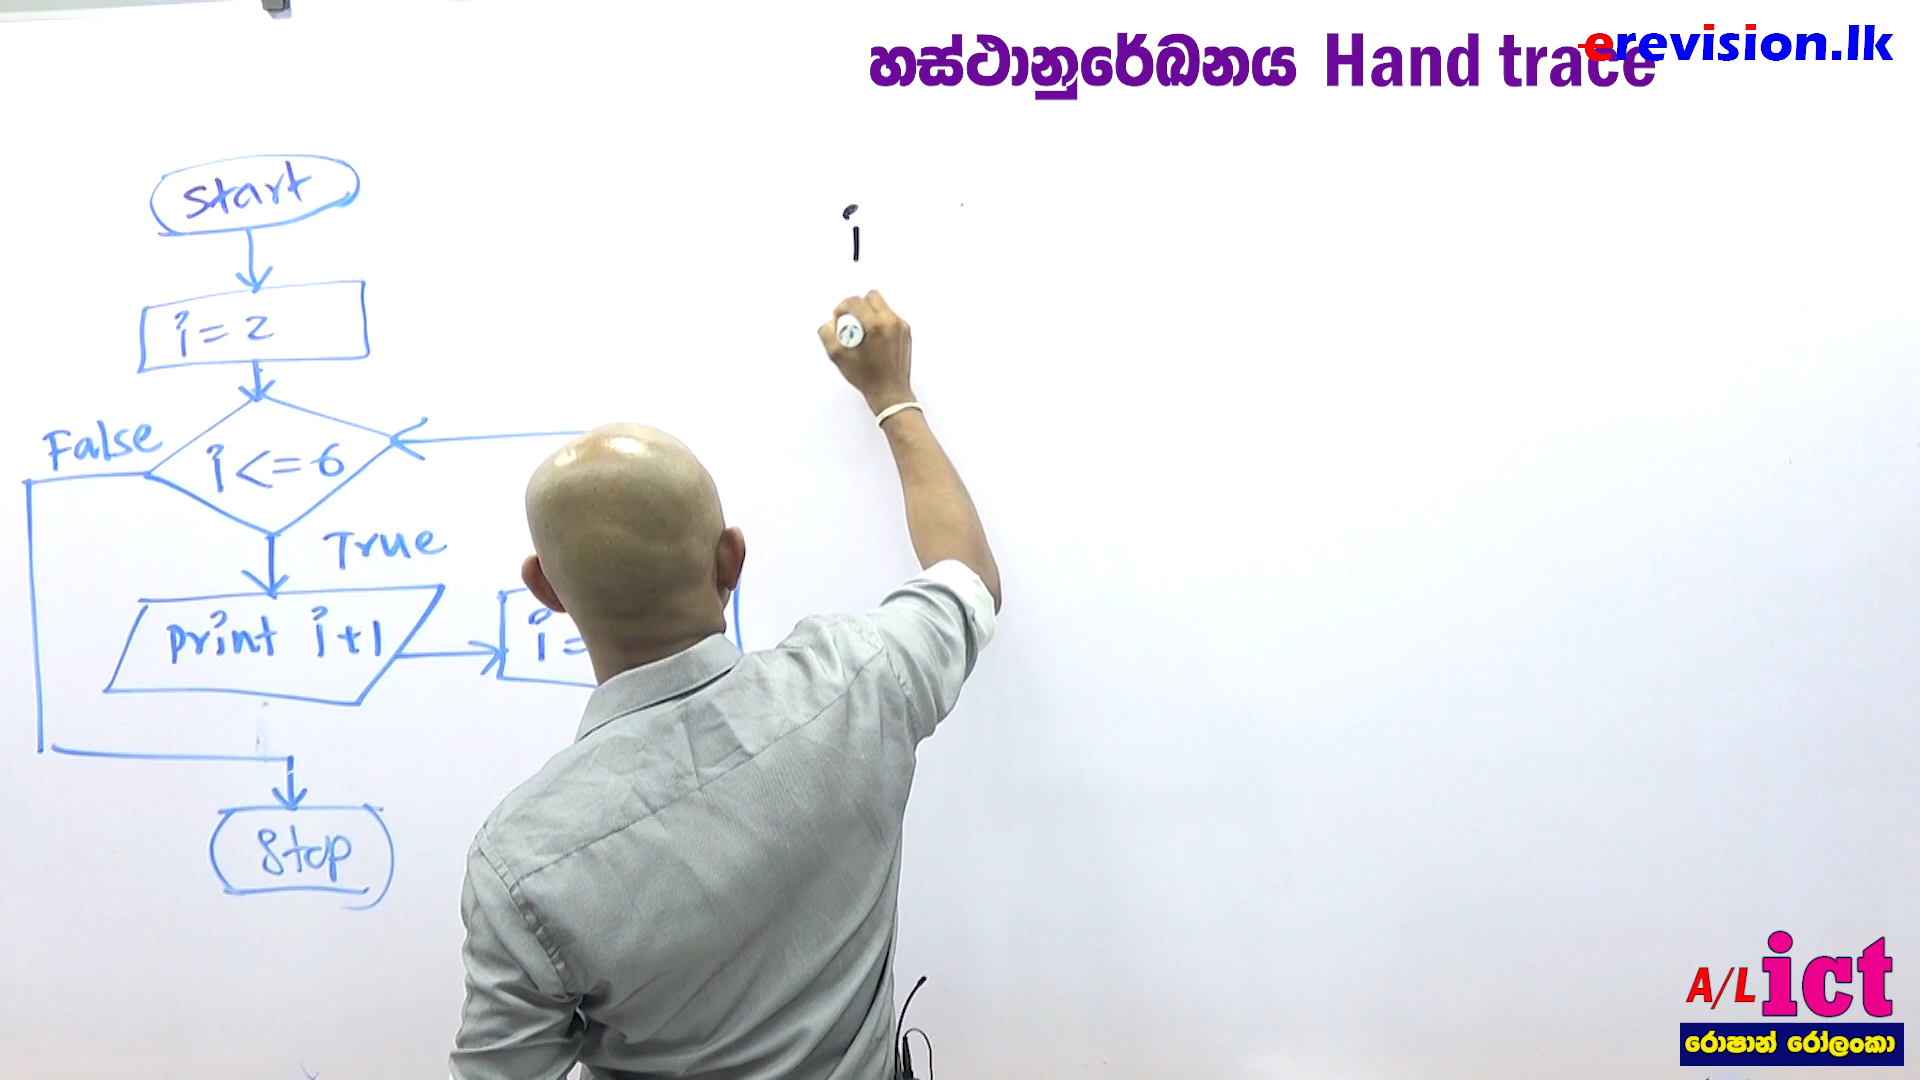 හස්ථානුරේඛනය Hand trace
erevision.lk
start
i
i = 2
False
i <= 6
True
print i+1
i =
stop
A/L ict
රොෂාන් රෝලංකා